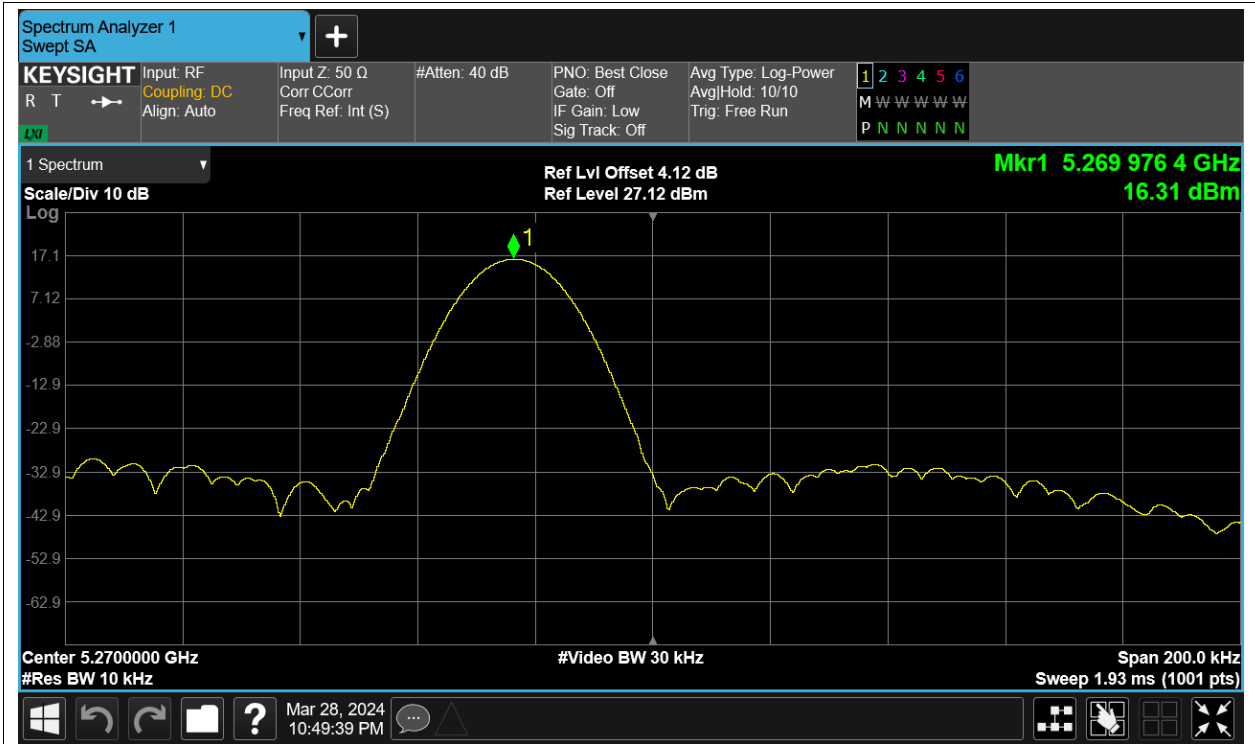 Spectrum Analyzer 1
Swept SA
KEYSIGHT
R T
LXI
Input: RF
Coupling: DC
Align: Auto
Input Z: 50 Ω
Corr CCorr
Freq Ref: Int (S)
#Atten: 40 dB
PNO: Best Close
Gate: Off
IF Gain: Low
Sig Track: Off
Avg Type: Log-Power
Avg|Hold: 10/10
Trig: Free Run
1 2 3 4 5 6
M W W W W W W
P N N N N N
1 Spectrum
Scale/Div 10 dB
Log
Ref Lvl Offset 4.12 dB
Ref Level 27.12 dBm
Mkr1 5.269 976 4 GHz
16.31 dBm
1
17.1
7.12
-2.88
-12.9
-22.9
-32.9
-42.9
-52.9
-62.9
Center 5.2700000 GHz
#Res BW 10 kHz
#Video BW 30 kHz
Span 200.0 kHz
Sweep 1.93 ms (1001 pts)
?
Mar 28, 2024
10:49:39 PM